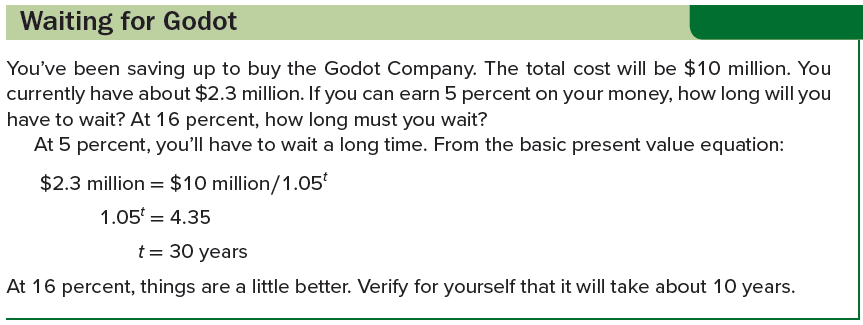 Waiting for Godot
You've been saving up to buy the Godot Company. The total cost will be $10 million. You
currently have about $2.3 million. If you can earn 5 percent on your money, how long will you
have to wait? At 16 percent, how long must you wait?
At 5 percent, you'll have to wait a long time. From the basic present value equation:
$2.3 million = $10 million/1.05ᵗ
1.05ᵗ = 4.35
t = 30 years
At 16 percent, things are a little better. Verify for yourself that it will take about 10 years.